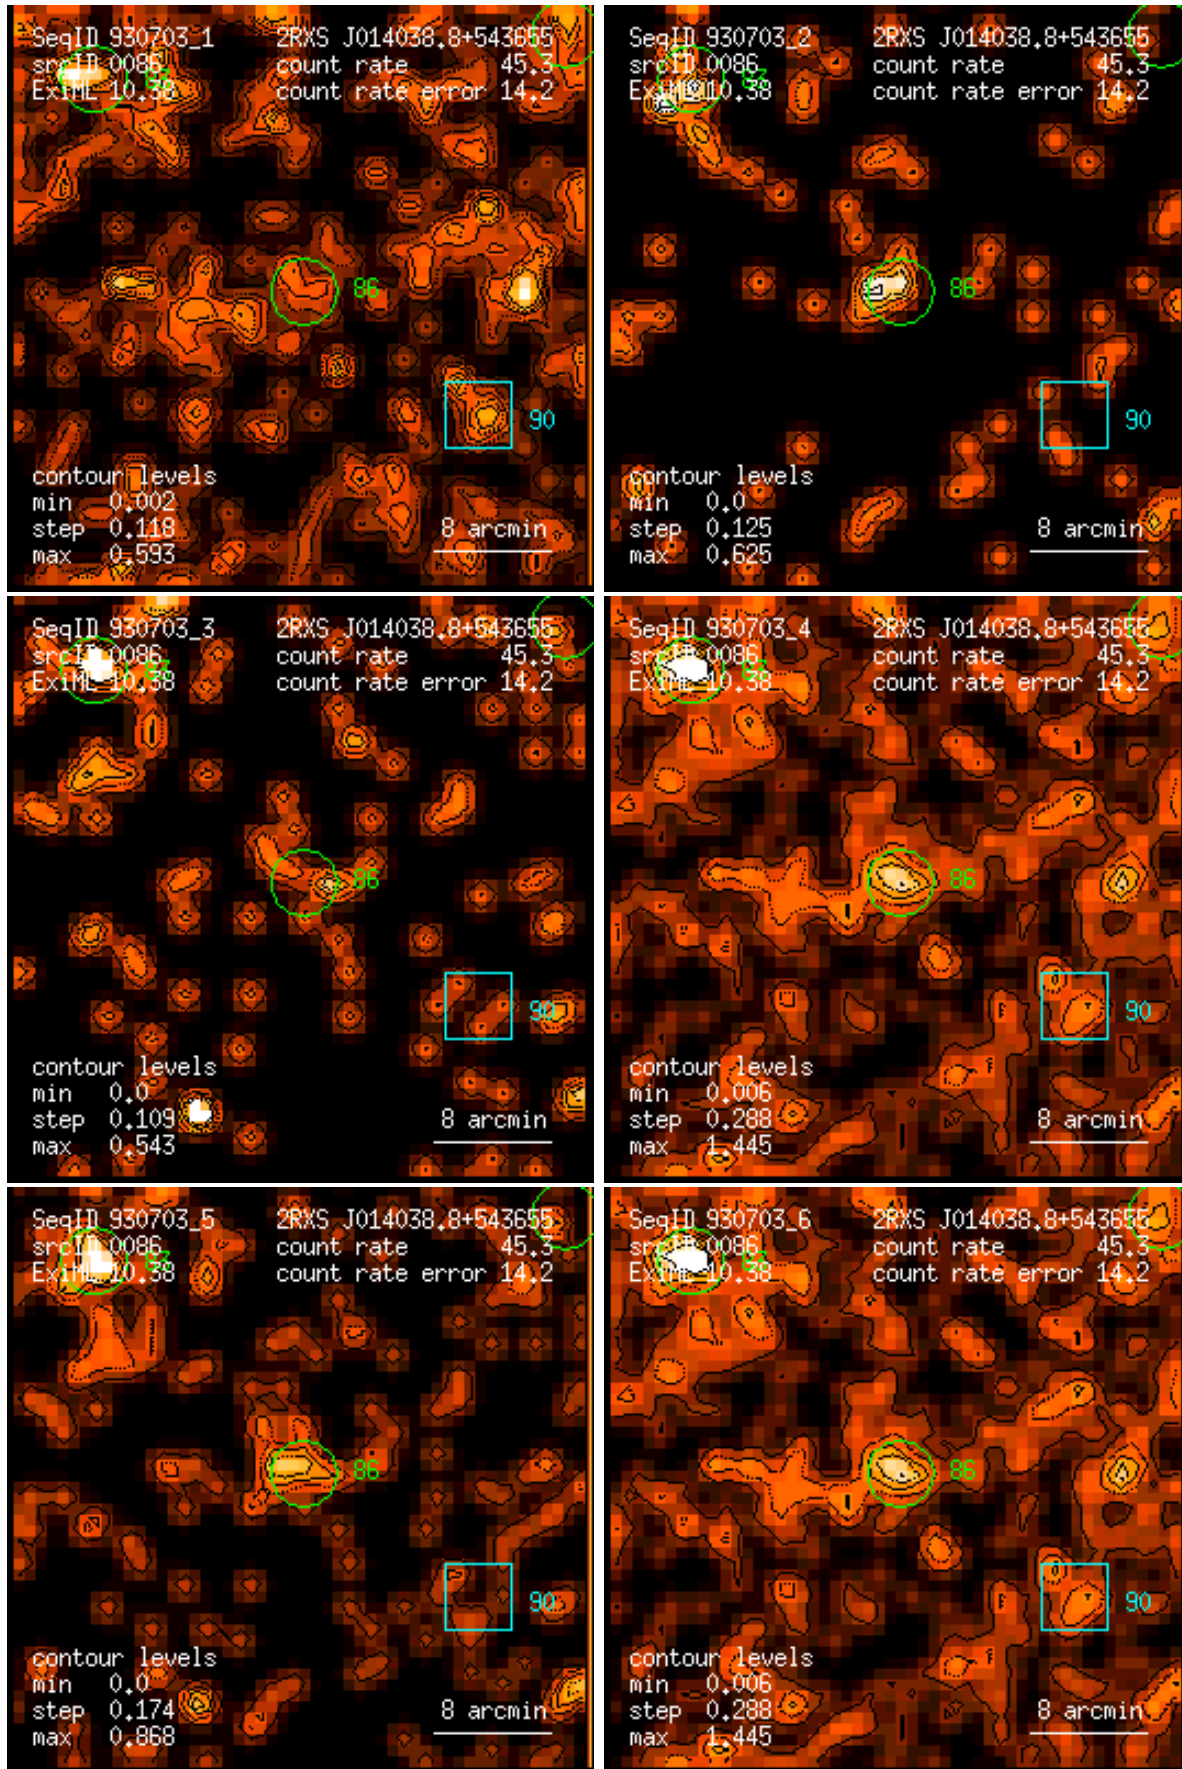 SeqID 930703_1 2RXS J014038.8+543655
srcID 0086 count rate 45.3
ExiML 10.38 count rate error 14.2
86
90
contour levels
min 0.002
step 0.118 8 arcmin
max 0.593
SeqID 930703_2 2RXS J014038.8+543655
srcID 0086 count rate 45.3
ExiML 10.38 count rate error 14.2
86
90
contour levels
min 0.0
step 0.125 8 arcmin
max 0.625
SeqID 930703_3 2RXS J014038.8+543655
srcID 0086 count rate 45.3
ExiML 10.38 count rate error 14.2
86
90
contour levels
min 0.0
step 0.109 8 arcmin
max 0.543
SeqID 930703_4 2RXS J014038.8+543655
srcID 0086 count rate 45.3
ExiML 10.38 count rate error 14.2
86
90
contour levels
min 0.006
step 0.288 8 arcmin
max 1.445
SeqID 930703_5 2RXS J014038.8+543655
srcID 0086 count rate 45.3
ExiML 10.38 count rate error 14.2
86
90
contour levels
min 0.0
step 0.174 8 arcmin
max 0.868
SeqID 930703_6 2RXS J014038.8+543655
srcID 0086 count rate 45.3
ExiML 10.38 count rate error 14.2
86
90
contour levels
min 0.006
step 0.288 8 arcmin
max 1.445